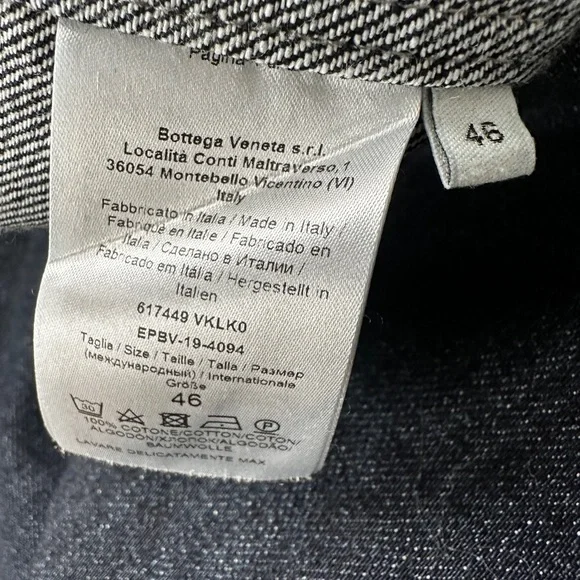 Pagina
46
Bottega Veneta s.r.l.
Località Conti Maltraverso,1
36054 Montebello Vicentino (VI)
Italy
Fabbricato in Italia / Made in Italy /
Fabriqué en Italie / Fabricado en
Italia / Сделано в Италии /
Fabricado em Itália / Hergestellt in
Italien
617449 VKLK0
EPBV-19-4094
Taglia / Size / Taille / Talla / Размер
(международный) / Internationale
Größe
46
30
P
100% COTONE/COTTON/COTON/
ALGODÓN/ХЛОПОК/ALGODÃO/
BAUMWOLLE
LAVARE DELICATAMENTE MAX